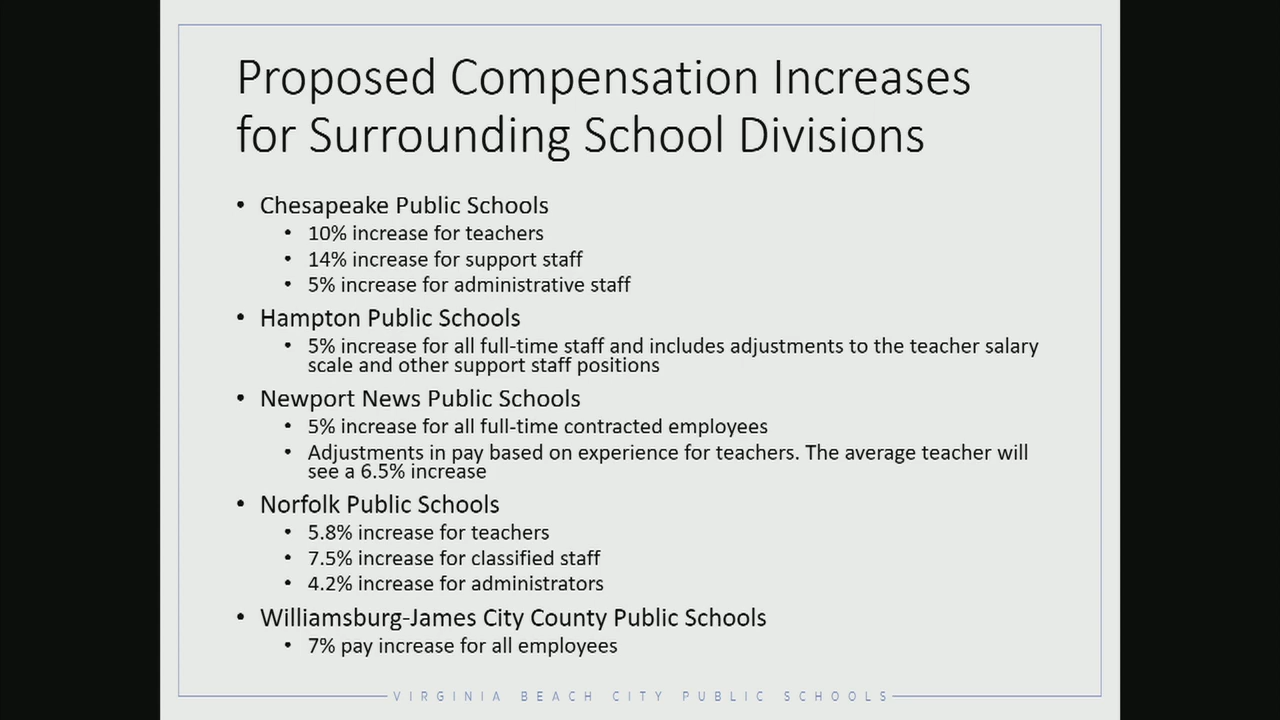 Proposed Compensation Increases
for Surrounding School Divisions
• Chesapeake Public Schools
• 10% increase for teachers
• 14% increase for support staff
• 5% increase for administrative staff
• Hampton Public Schools
• 5% increase for all full-time staff and includes adjustments to the teacher salary
scale and other support staff positions
• Newport News Public Schools
• 5% increase for all full-time contracted employees
• Adjustments in pay based on experience for teachers. The average teacher will
see a 6.5% increase
• Norfolk Public Schools
• 5.8% increase for teachers
• 7.5% increase for classified staff
• 4.2% increase for administrators
• Williamsburg-James City County Public Schools
• 7% pay increase for all employees
VIRGINIA BEACH CITY PUBLIC SCHOOLS